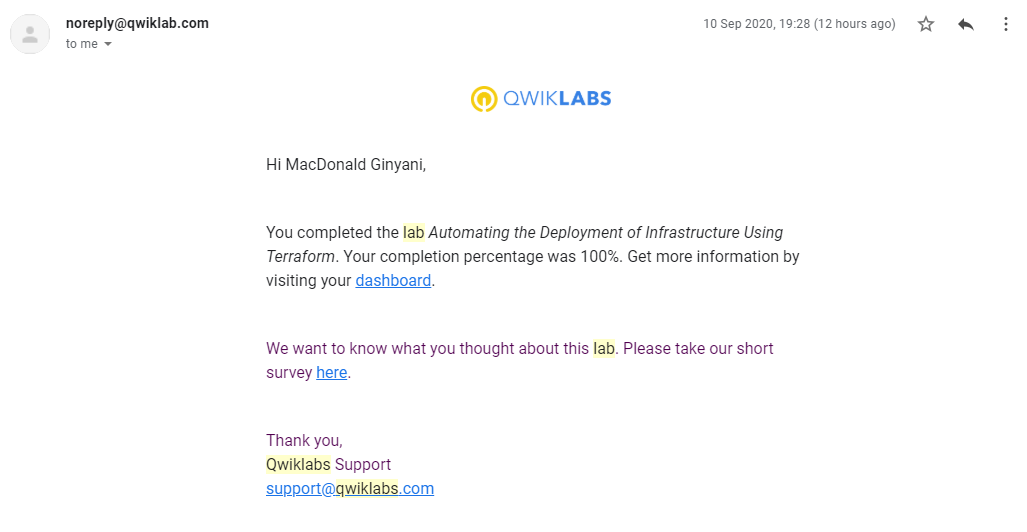 noreply@qwiklab.com
10 Sep 2020, 19:28 (12 hours ago)
to me
QWIKLABS
Hi MacDonald Ginyani,
You completed the lab Automating the Deployment of Infrastructure Using
Terraform. Your completion percentage was 100%. Get more information by
visiting your dashboard.
We want to know what you thought about this lab. Please take our short
survey here.
Thank you,
Qwiklabs Support
support@qwiklabs.com